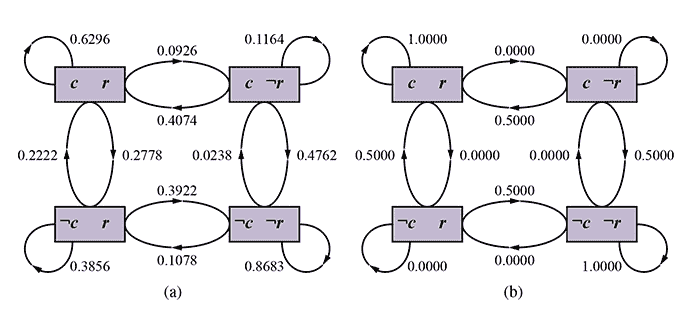 0.6296 0.0926 0.1164 1.0000 0.0000 0.0000
c r c ¬r c r c ¬r
0.4074 0.5000
0.2222 0.2778 0.0238 0.4762 0.5000 0.0000 0.0000 0.5000
0.3922 0.5000
¬c r ¬c ¬r ¬c r ¬c ¬r
0.3856 0.1078 0.8683 0.0000 0.0000 1.0000
(a) (b)